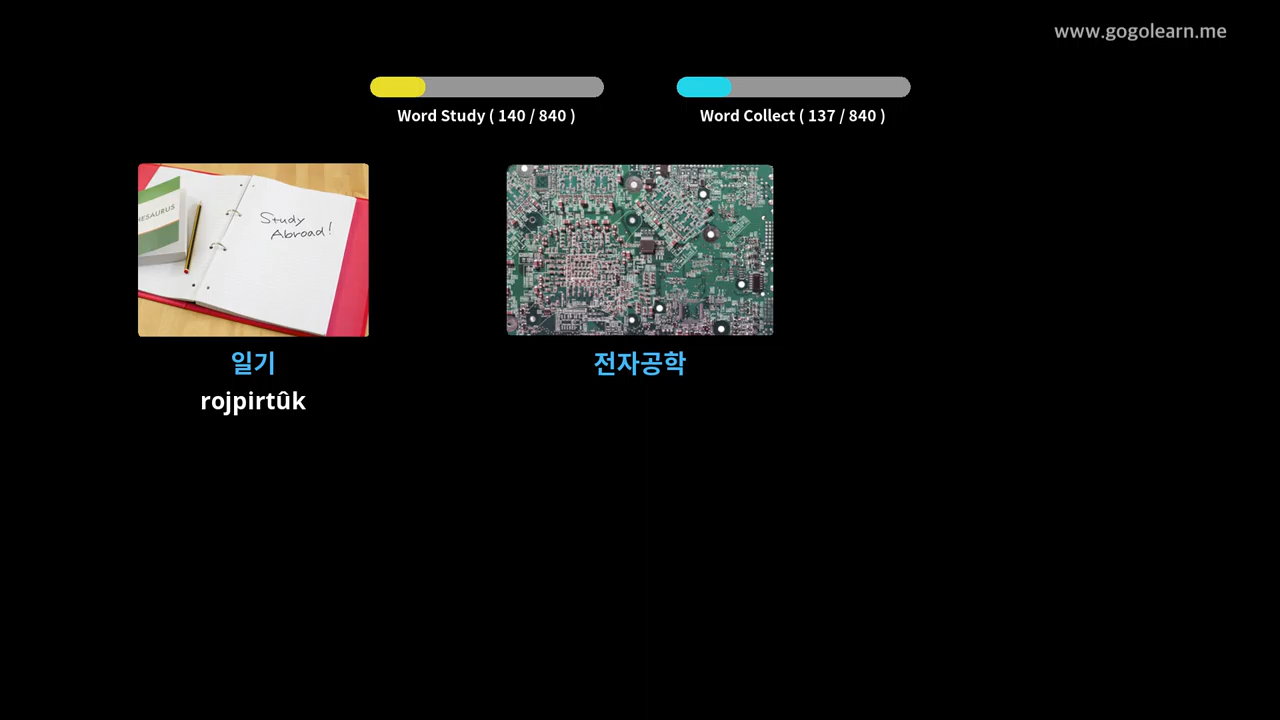 www.gogolearn.me
Word Study ( 140 / 840 )
Word Collect ( 137 / 840 )
HESAURUS
Study
Abroad!
일기
전자공학
rojpirtûk